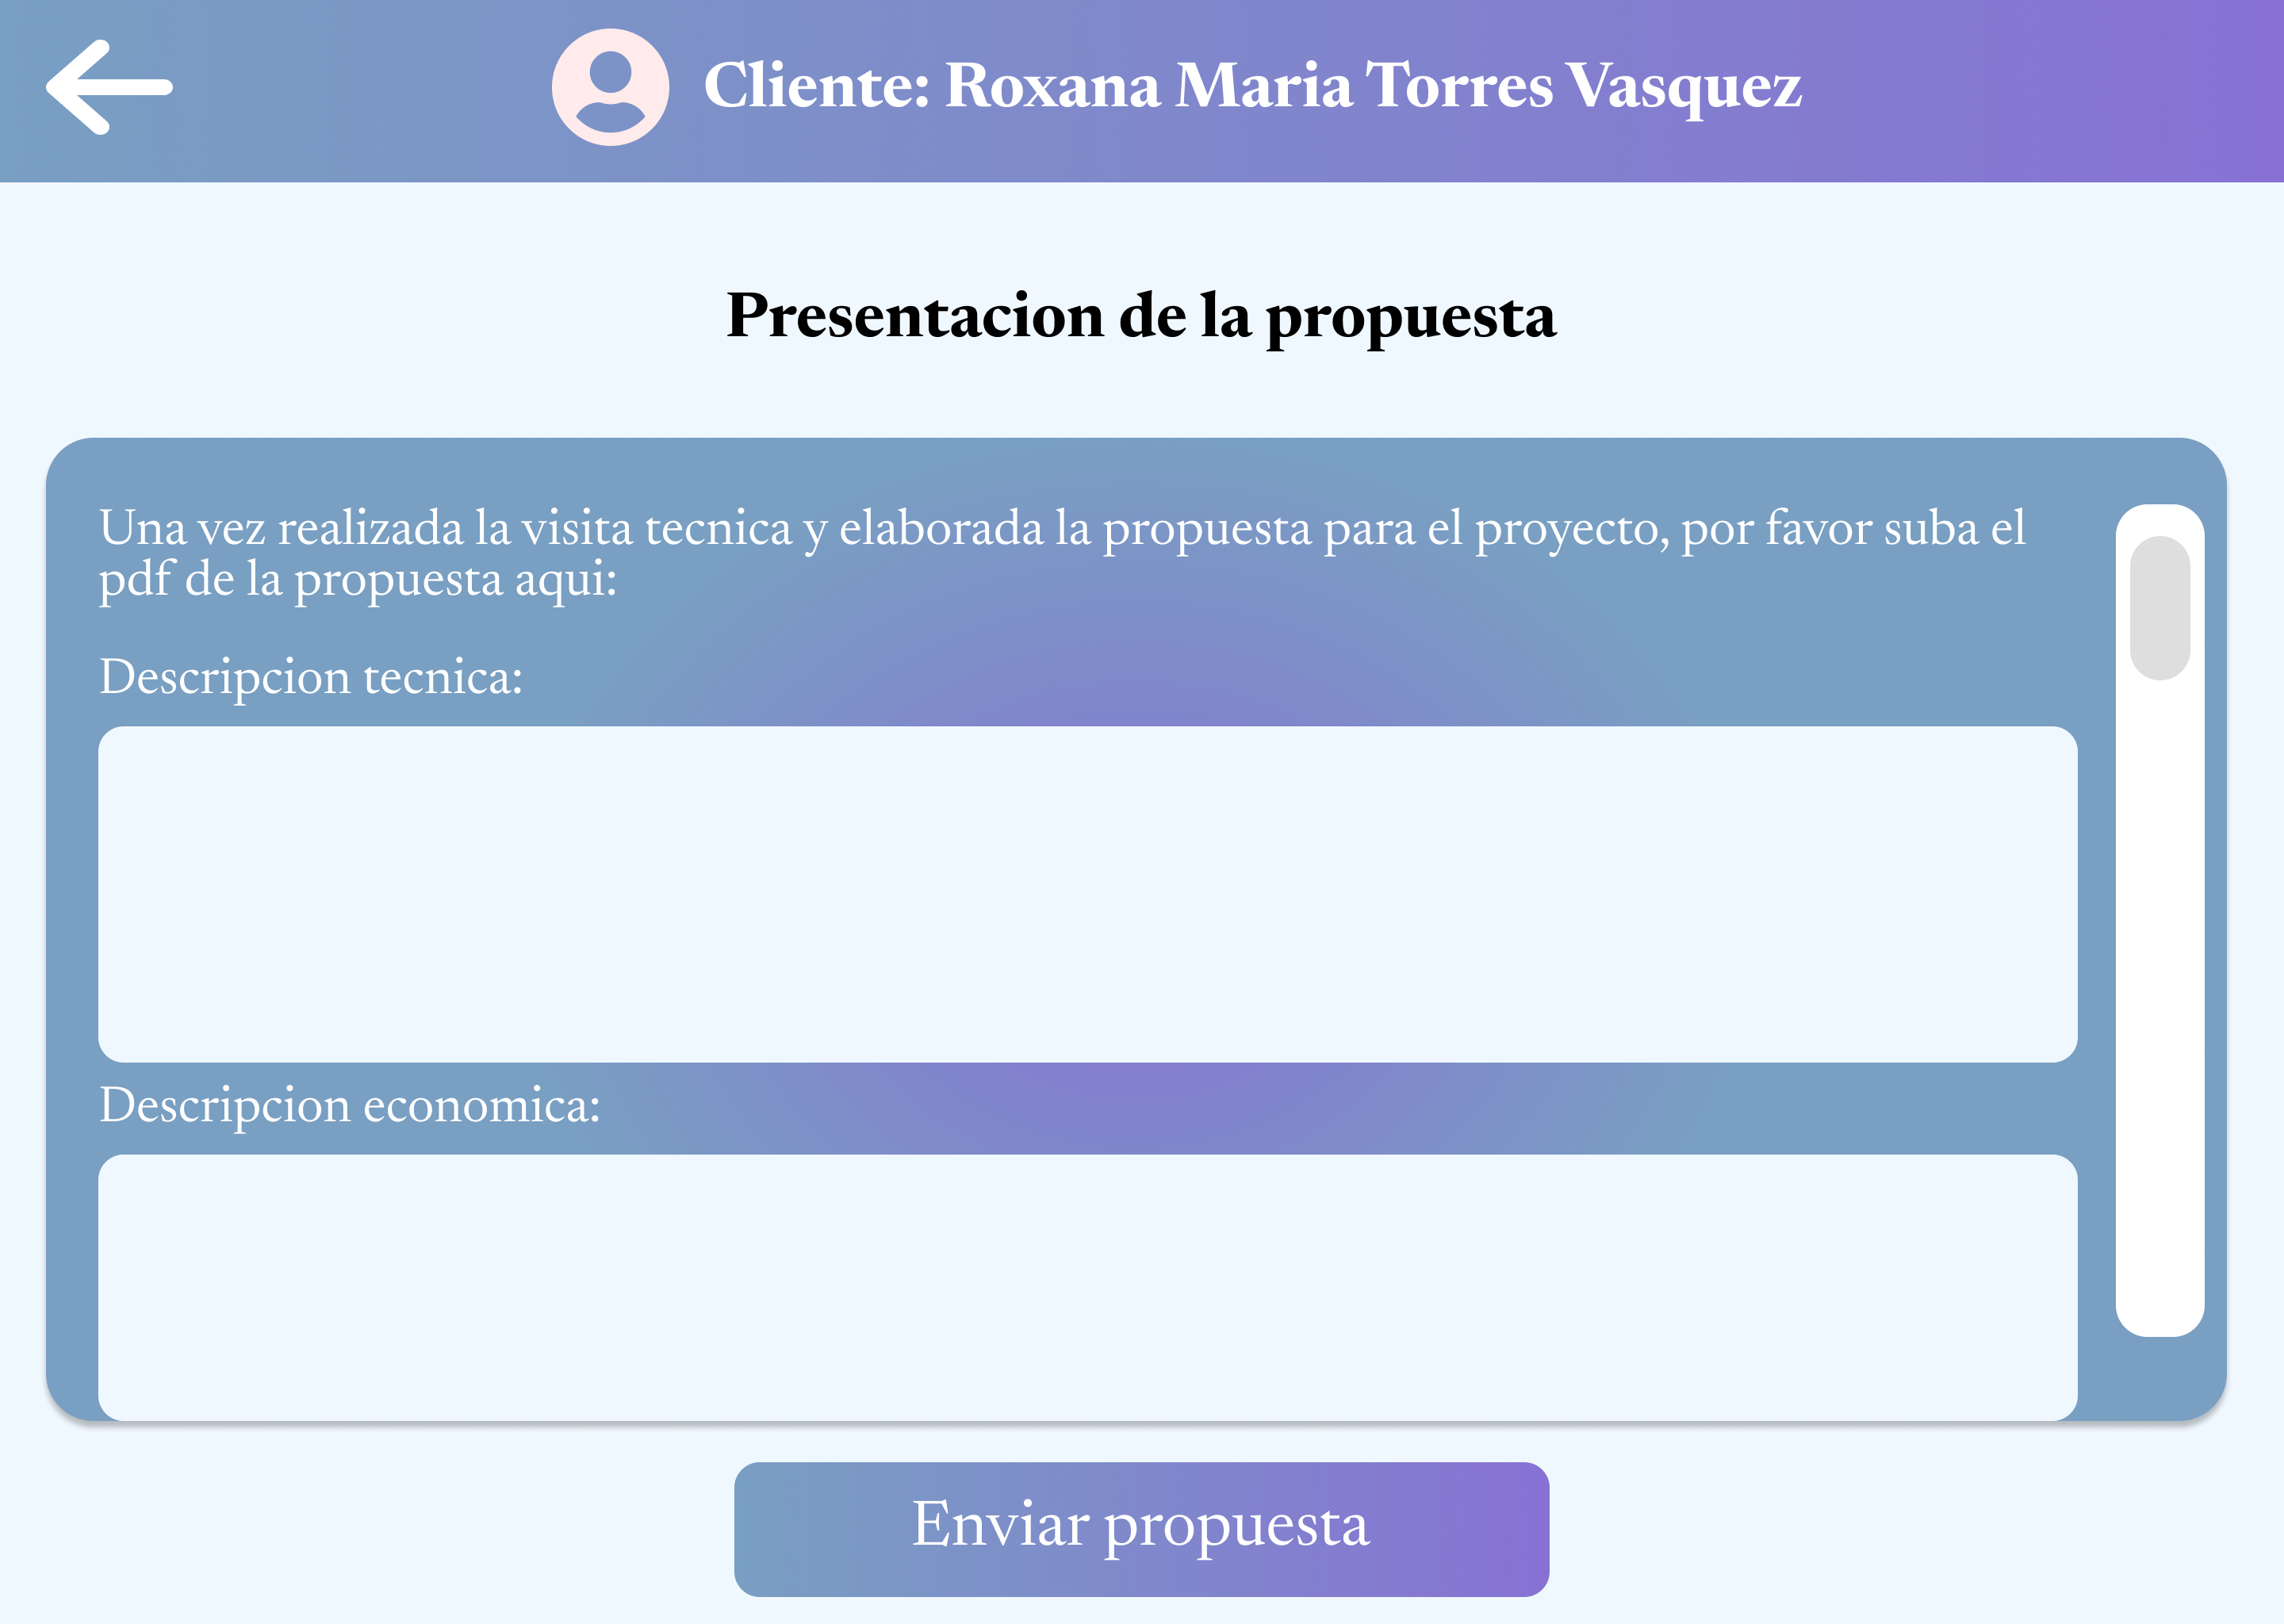 Cliente: Roxana Maria Torres Vasquez
Presentacion de la propuesta
Una vez realizada la visita tecnica y elaborada la propuesta para el proyecto, por favor suba el
pdf de la propuesta aqui:
Descripcion tecnica:
Descripcion economica:
Enviar propuesta